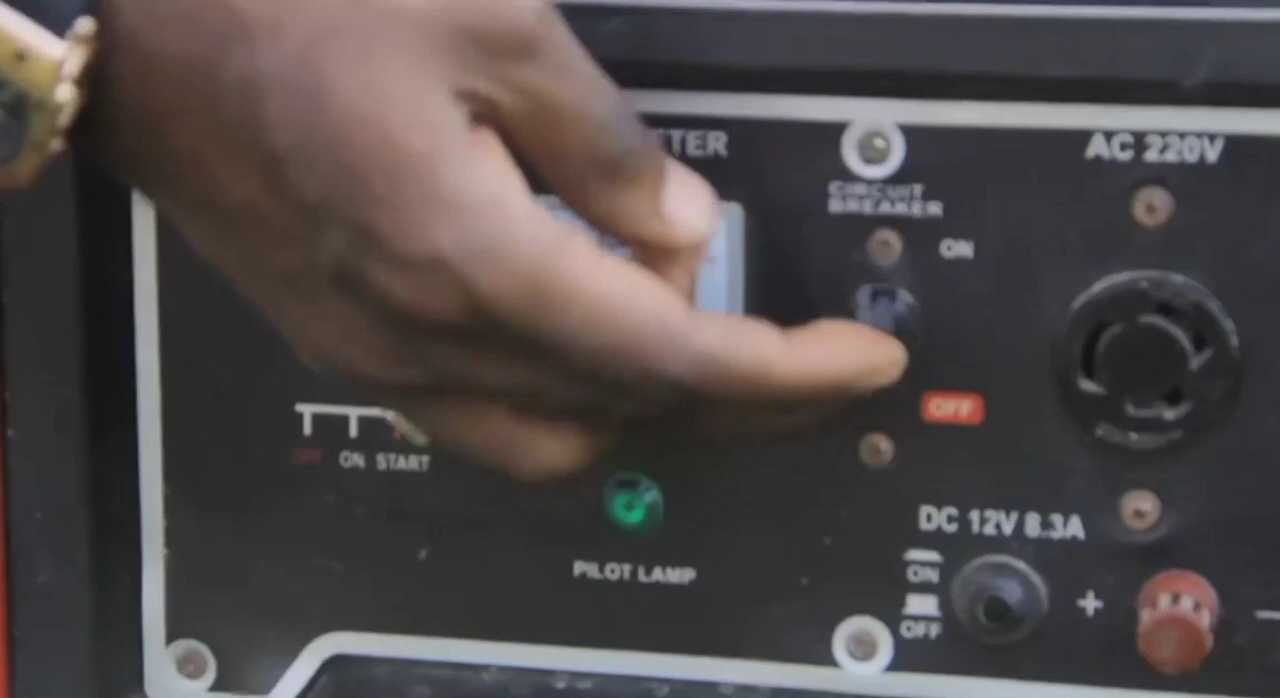 AC 220V
CIRCUIT
BREAKER
ON
OFF
ON START
DC 12V 8.3A
PILOT LAMP
ON
+
OFF